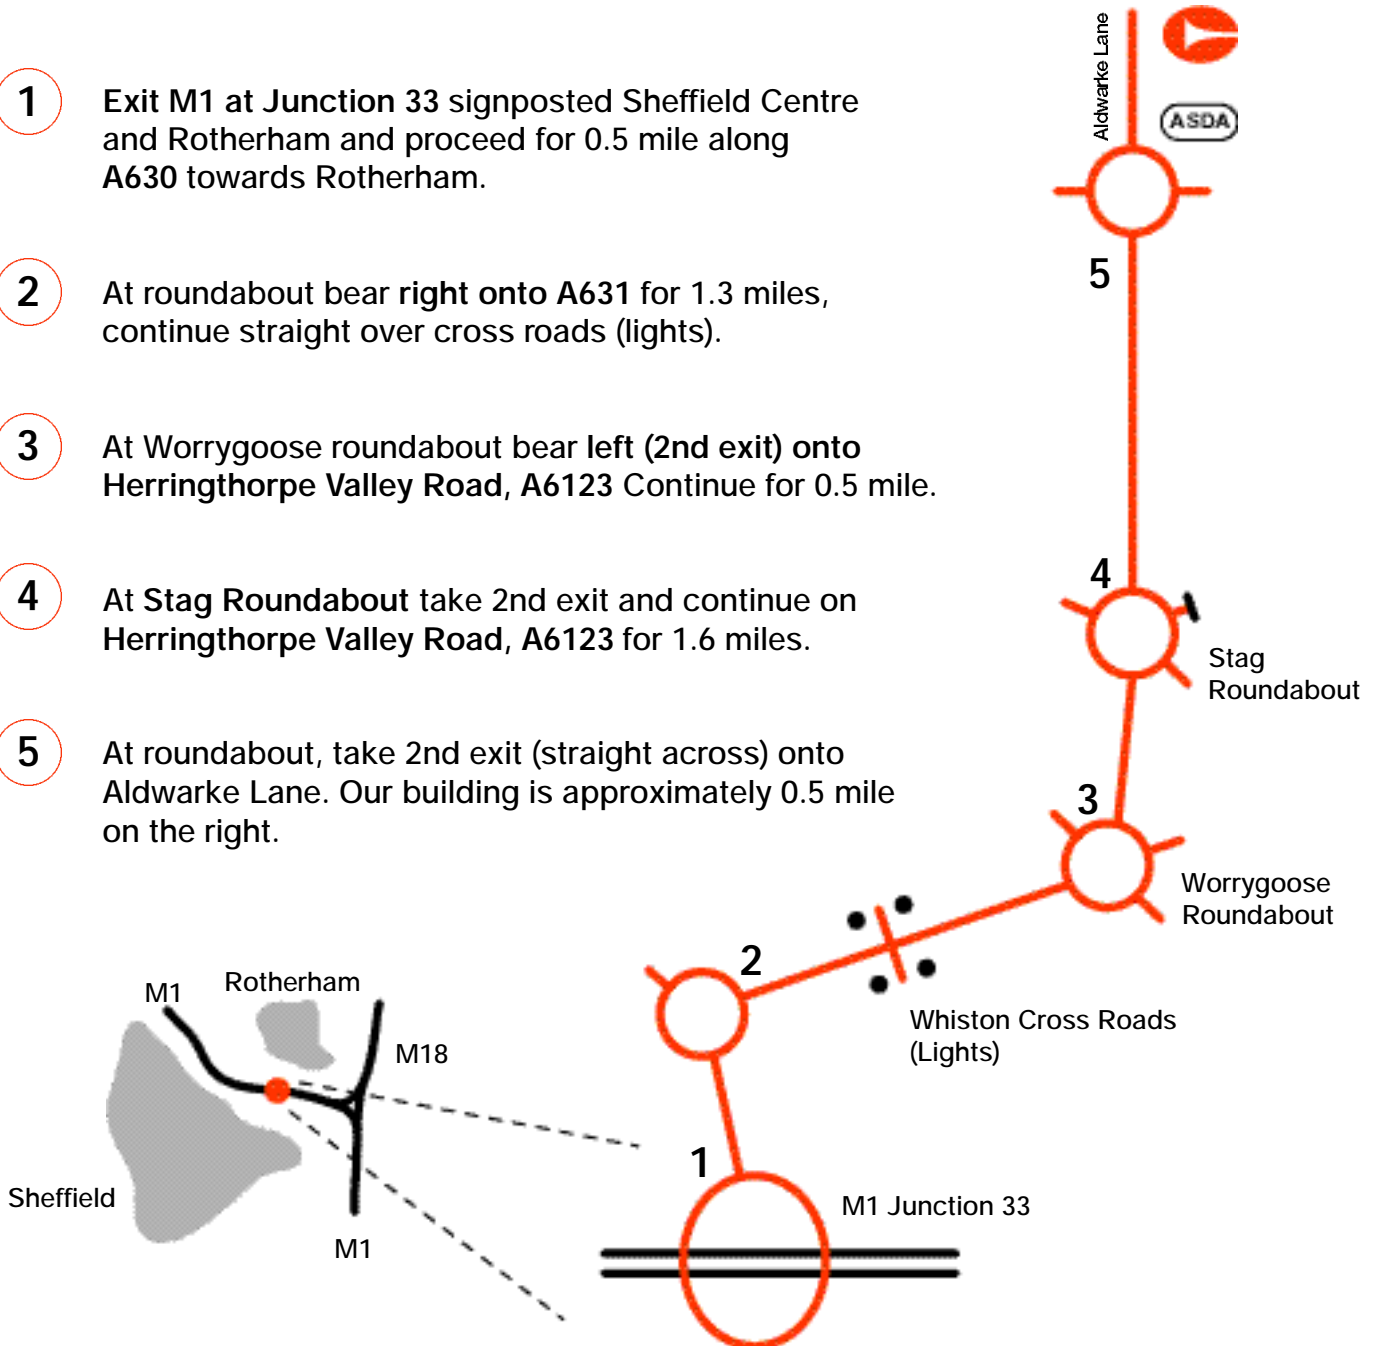 1
Exit M1 at Junction 33 signposted Sheffield Centre
and Rotherham and proceed for 0.5 mile along
A630 towards Rotherham.
2
At roundabout bear right onto A631 for 1.3 miles,
continue straight over cross roads (lights).
3
At Worrygoose roundabout bear left (2nd exit) onto
Herringthorpe Valley Road, A6123 Continue for 0.5 mile.
4
At Stag Roundabout take 2nd exit and continue on
Herringthorpe Valley Road, A6123 for 1.6 miles.
5
At roundabout, take 2nd exit (straight across) onto
Aldwarke Lane. Our building is approximately 0.5 mile
on the right.
Aldwarke Lane
ASDA
5
4
Stag
Roundabout
3
Worrygoose
Roundabout
2
Whiston Cross Roads
(Lights)
1
M1 Junction 33
M1
Rotherham
M18
Sheffield
M1